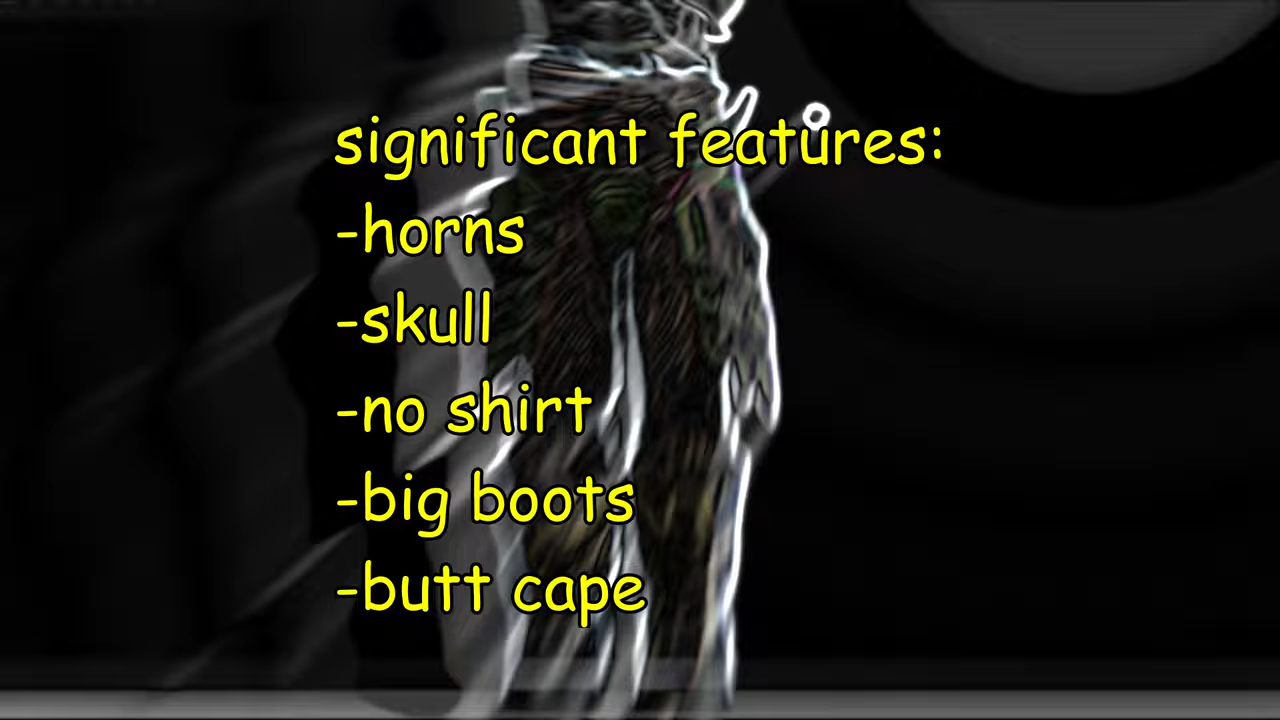 significant features:
-horns
-skull
-no shirt
-big boots
-butt cape